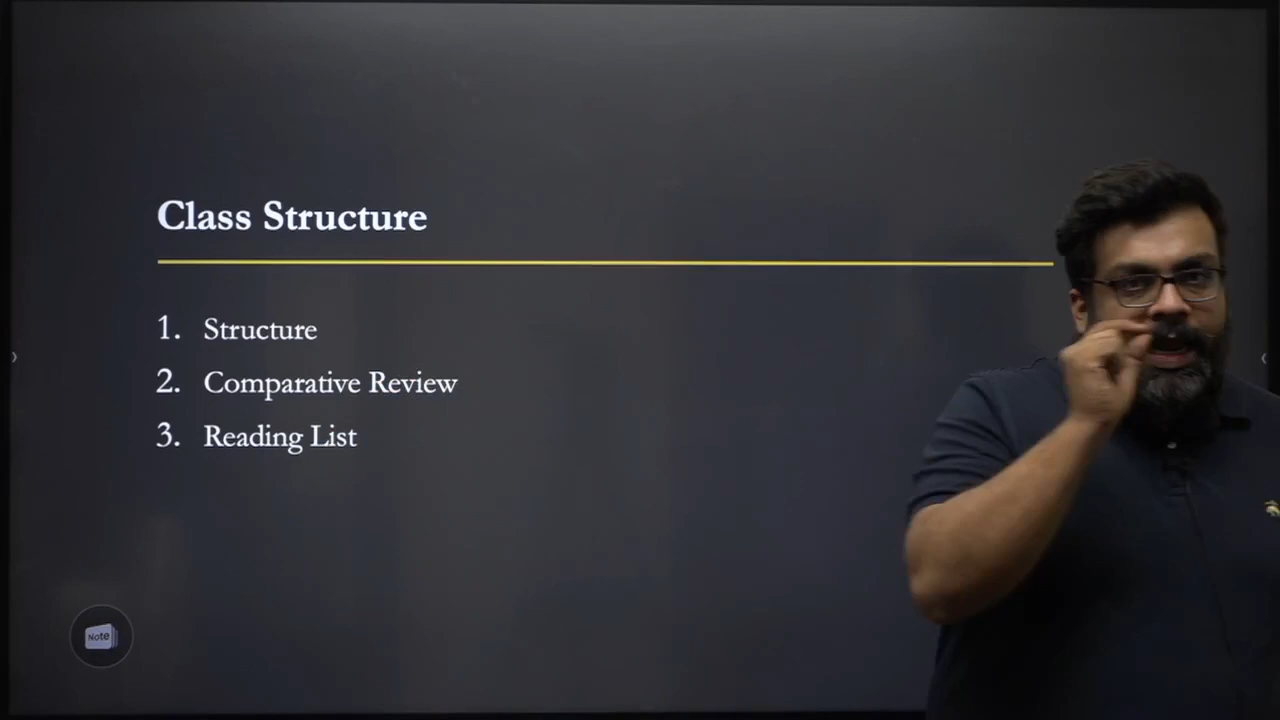 Class Structure
1. Structure
2. Comparative Review
3. Reading List
Note